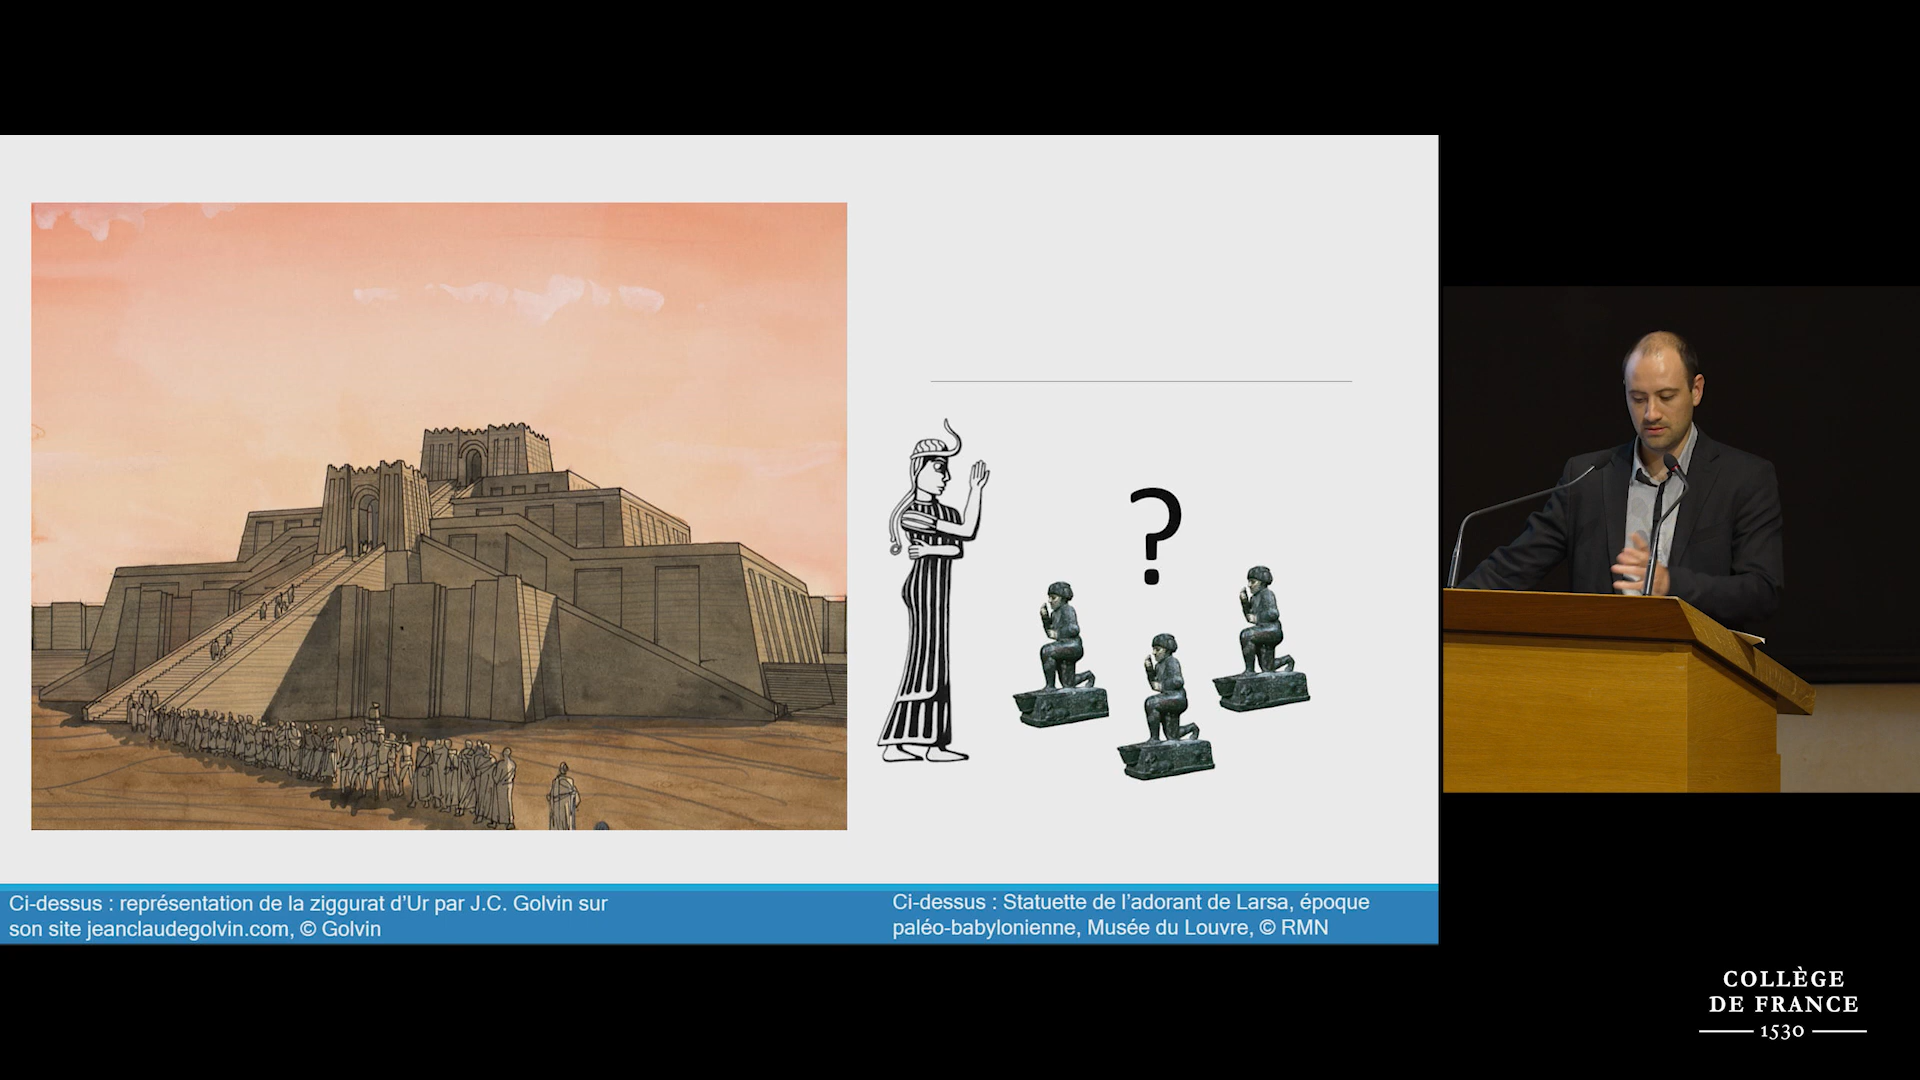 ?
Ci-dessus : représentation de la ziggurat d’Ur par J.C. Golvin sur
son site jeanclaudegolvin.com, © Golvin
Ci-dessus : Statuette de l’adorant de Larsa, époque
paléo-babylonienne, Musée du Louvre, © RMN
COLLÈGE
DE FRANCE
1530